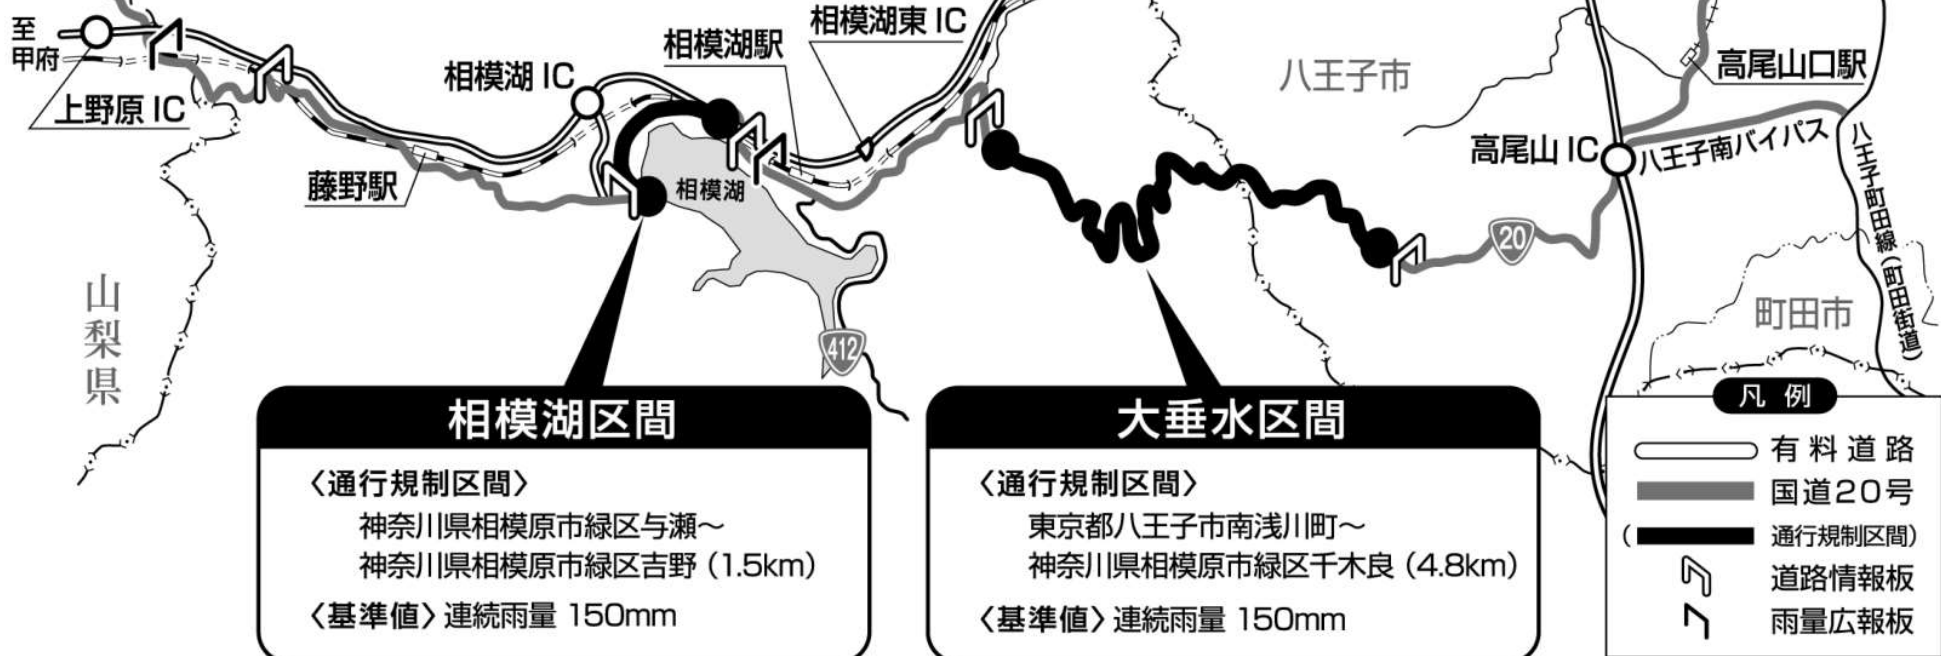 至
甲府
上野原IC
藤野駅
相模湖IC
相模湖駅
相模湖東IC
相模湖
412
八王子市
高尾山IC
高尾山口駅
八王子南バイパス
八王子町田線(町田街道)
20
町田市
山梨県
相模湖区間
〈通行規制区間〉
神奈川県相模原市緑区与瀬～
神奈川県相模原市緑区吉野(1.5km)
〈基準値〉連続雨量 150mm
大垂水区間
〈通行規制区間〉
東京都八王子市南浅川町～
神奈川県相模原市緑区千木良(4.8km)
〈基準値〉連続雨量 150mm
凡例
有料道路
国道20号
(通行規制区間)
道路情報板
雨量広報板